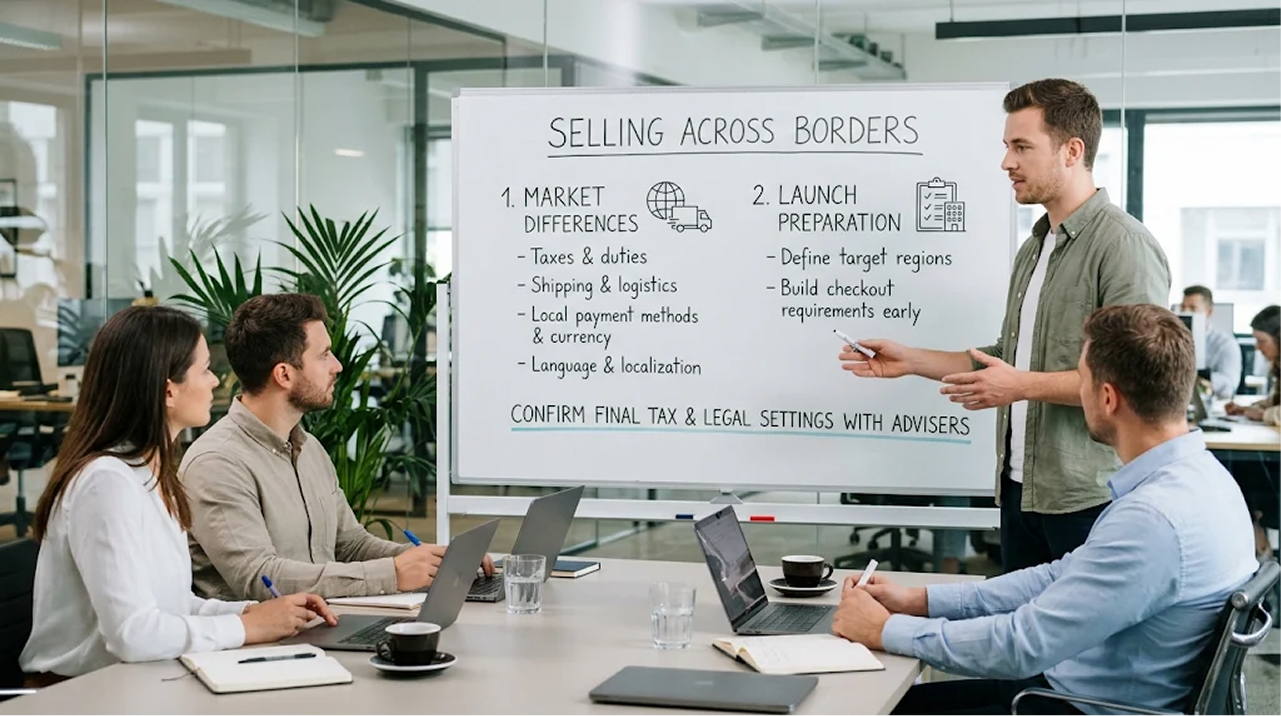 SELLING ACROSS BORDERS
1. MARKET
DIFFERENCES
- Taxes & duties
- Shipping & logistics
- Local payment methods
& currency
- Language & localization
2. LAUNCH
PREPARATION
- Define target regions
- Build checkout
requirements early
CONFIRM FINAL TAX & LEGAL SETTINGS WITH ADVISERS